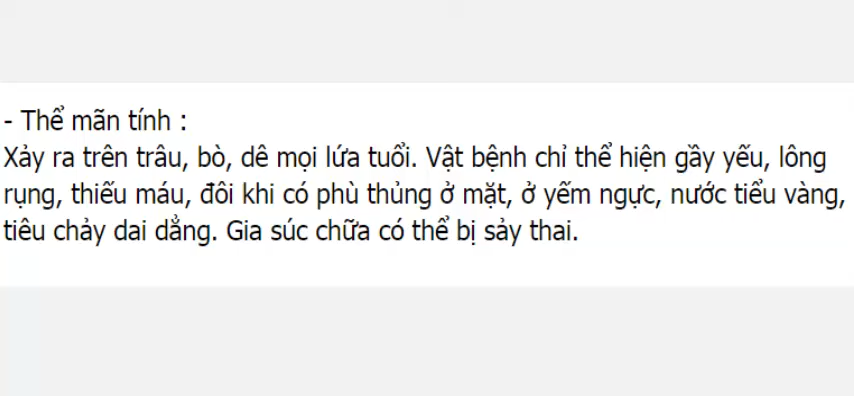 - Thể mãn tính :
Xảy ra trên trâu, bò, dê mọi lứa tuổi. Vật bệnh chỉ thể hiện gầy yếu, lông
rụng, thiếu máu, đôi khi có phù thủng ở mặt, ở yếm ngực, nước tiểu vàng,
tiêu chảy dai dẳng. Gia súc chữa có thể bị sảy thai.